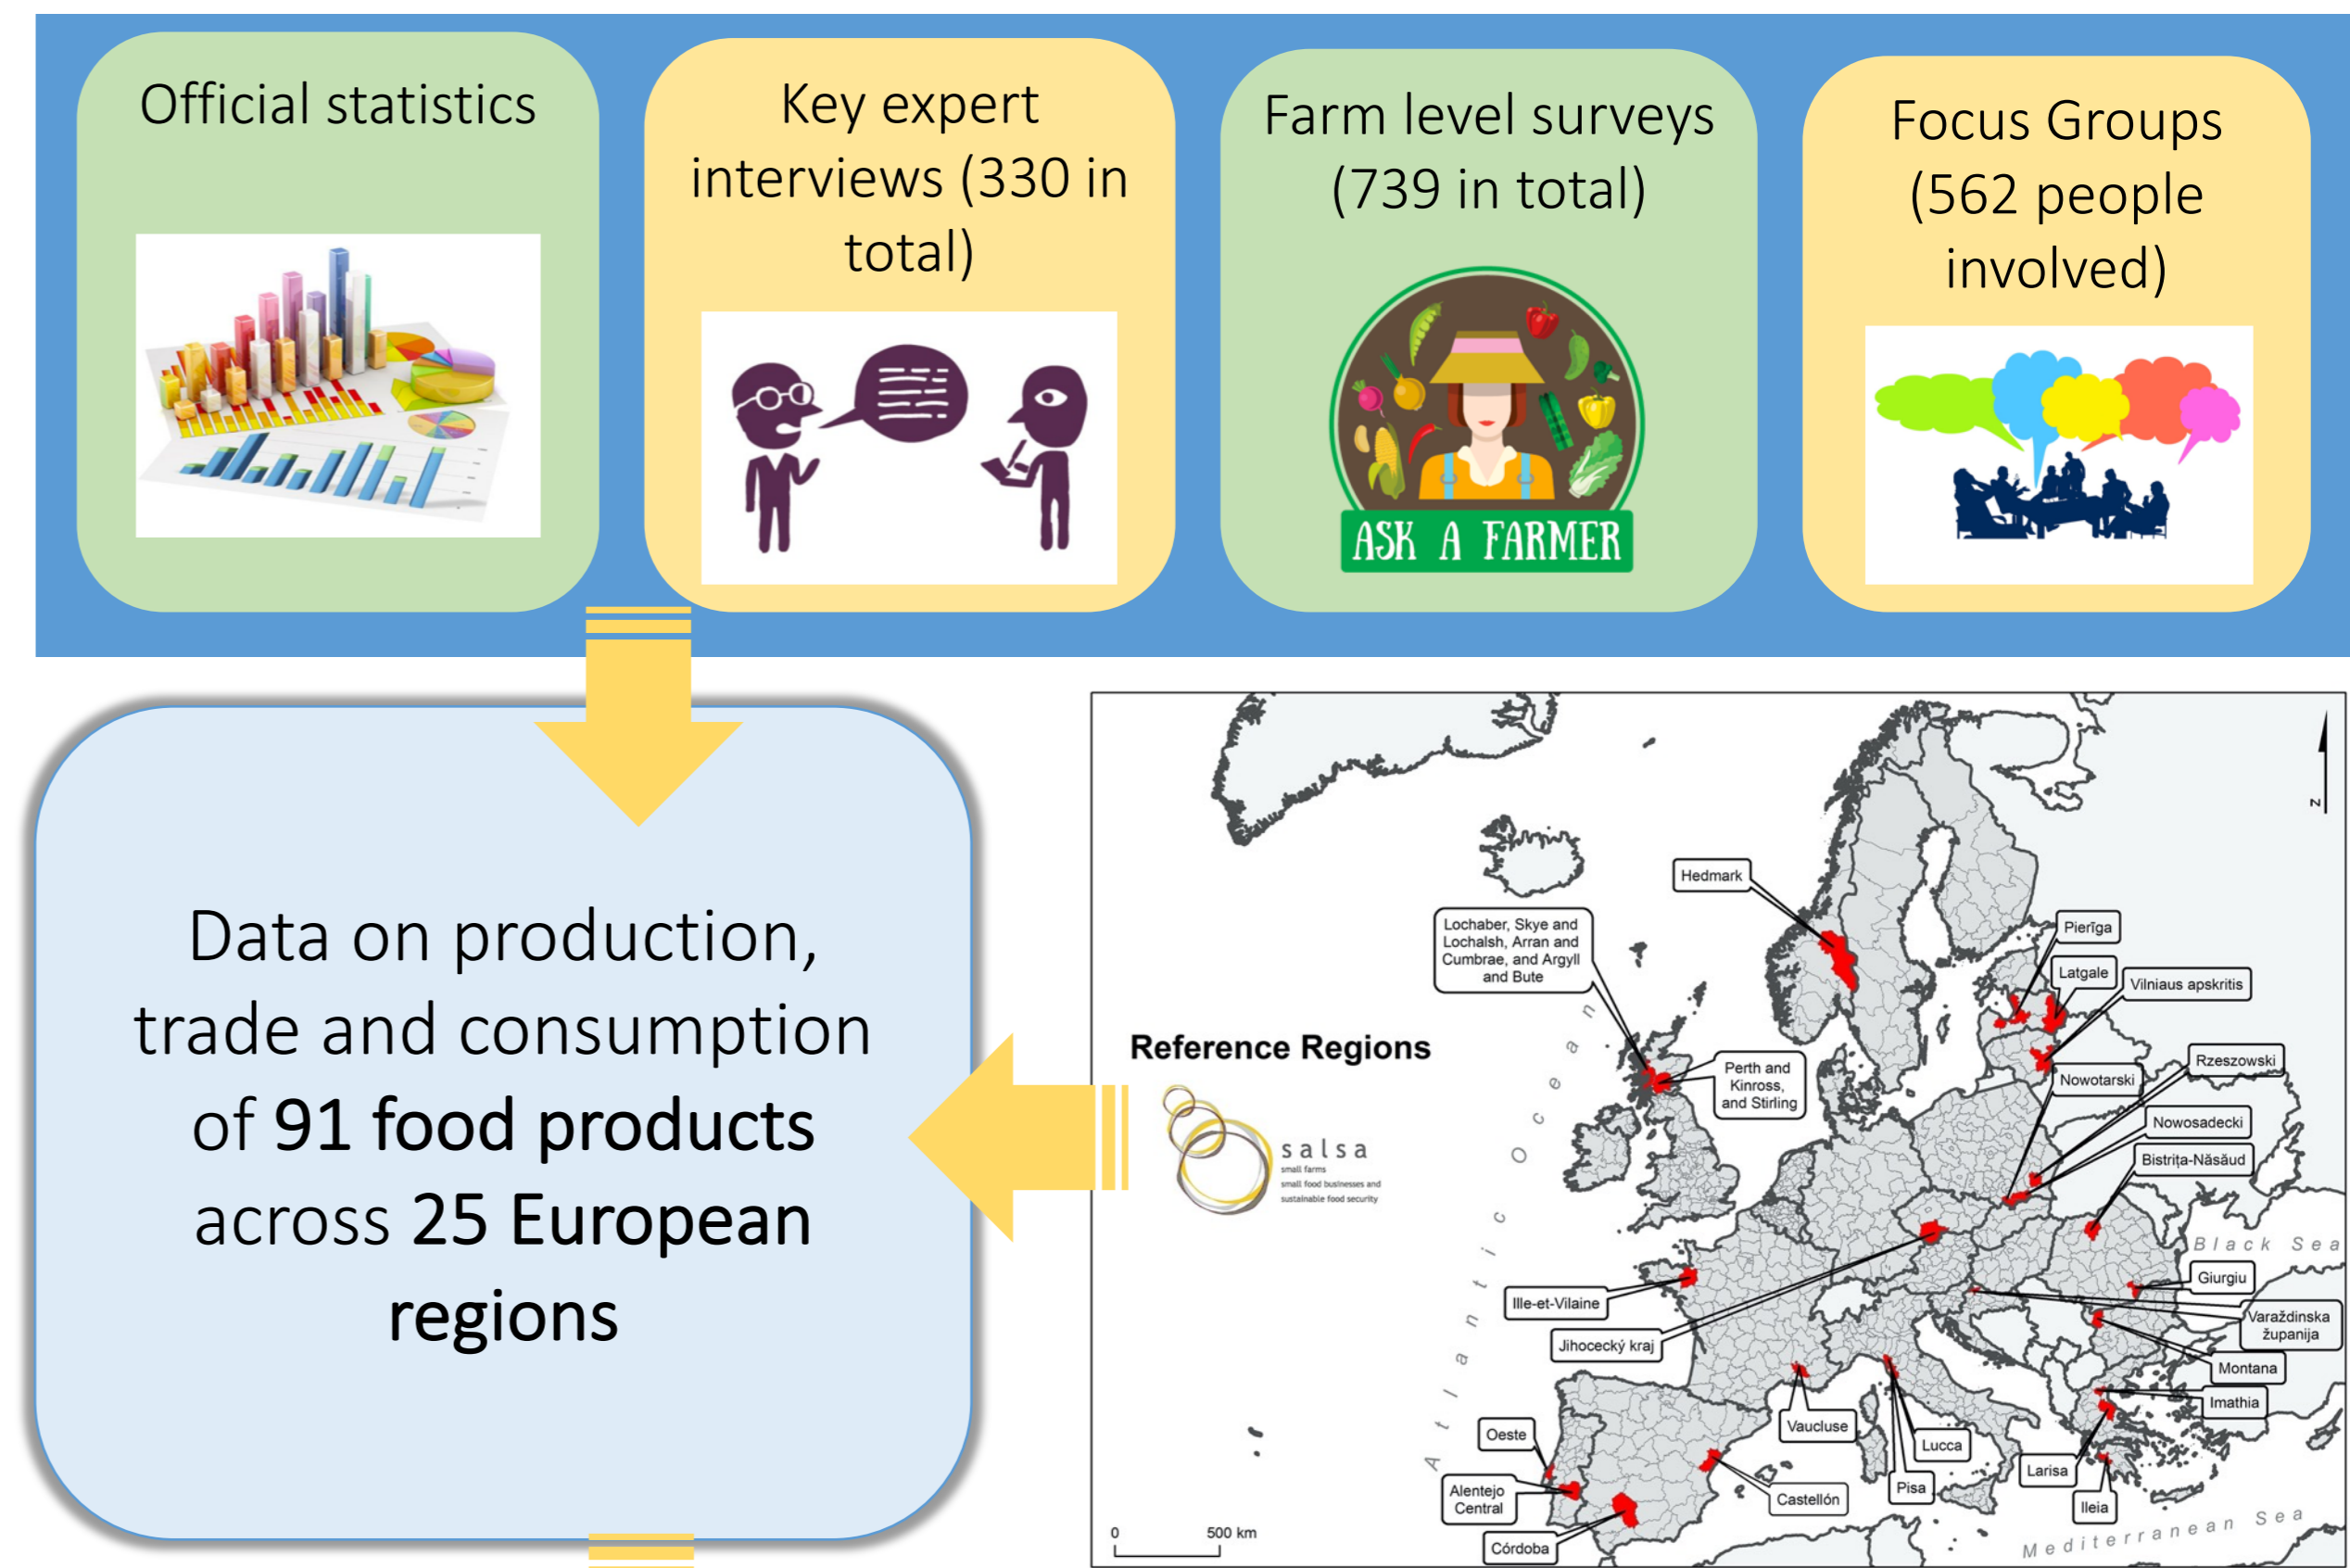 Official statistics
Key expert
interviews (330 in
total)
Farm level surveys
(739 in total)
ASK A FARMER
Focus Groups
(562 people
involved)
Data on production,
trade and consumption
of 91 food products
across 25 European
regions
Reference Regions
salsa
small farms
small food businesses and
sustainable food security
N
Hedmark
Lochaber, Skye and
Lochalsh, Arran and
Cumbrae, and Argyll
and Bute
Pierīga
Latgale
Vilniaus apskritis
Perth and
Kinross,
and Stirling
Rzeszowski
Nowotarski
Nowosadecki
Bistrița-Năsăud
Black Sea
Giurgiu
Ille-et-Vilaine
Varaždinska
županija
Jihocecký kraj
Montana
Imathia
Vaucluse
Lucca
Oeste
Larisa
Pisa
Alentejo
Central
Castellón
Ileia
Córdoba
Atlantic Ocean
Mediterranean Sea
0 500 km